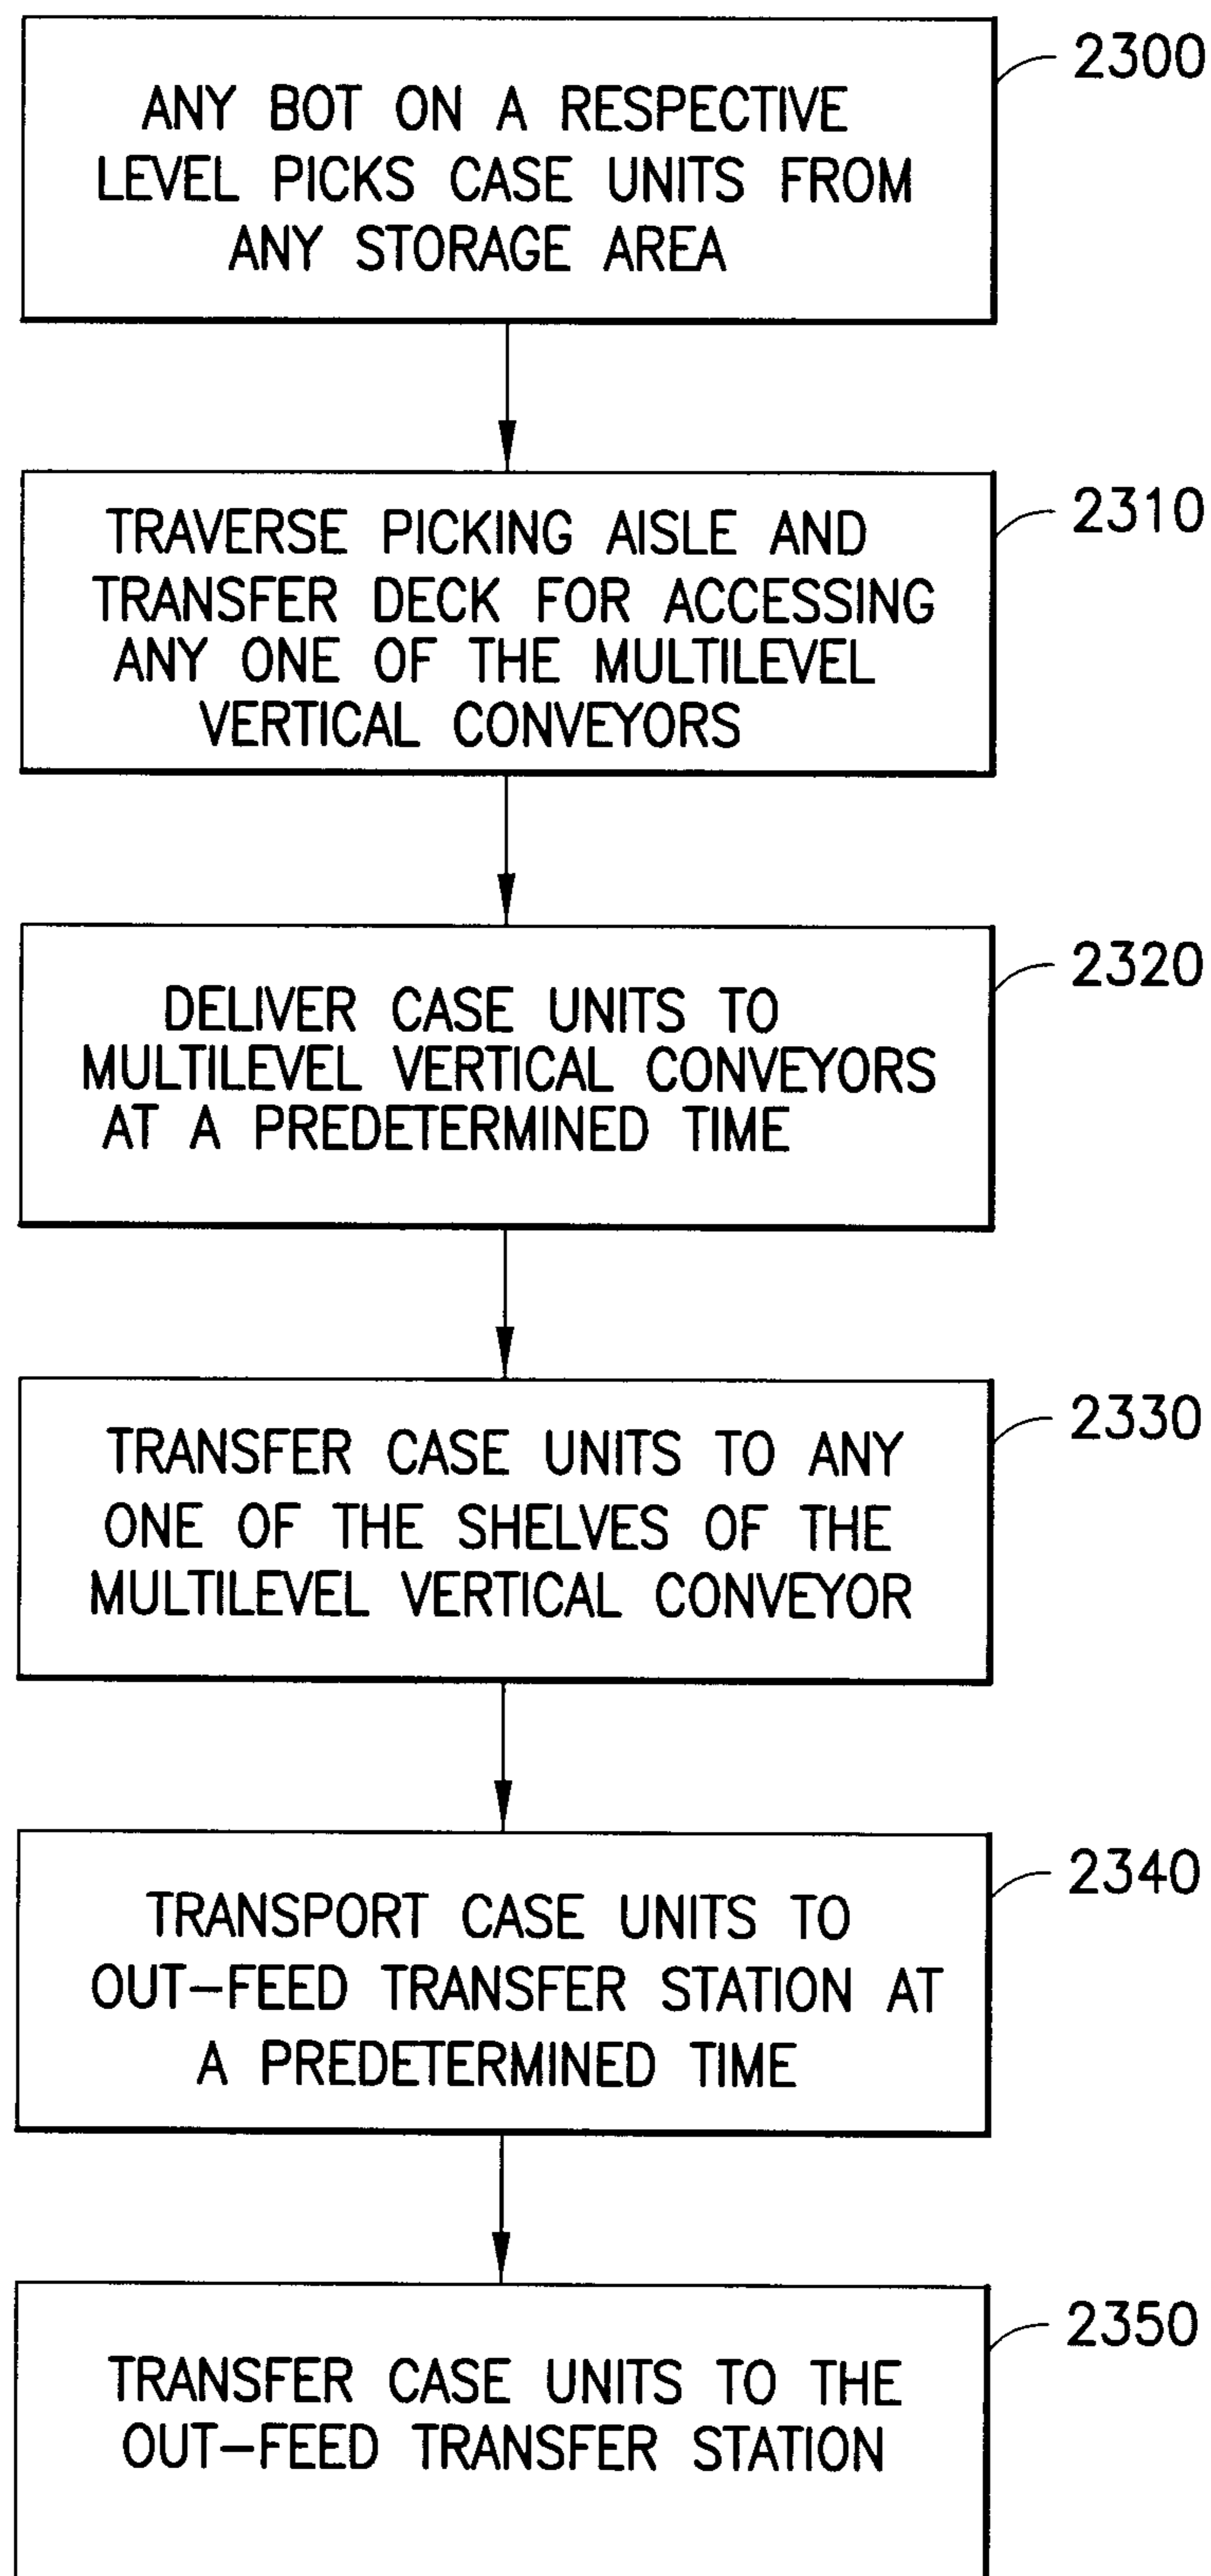 ANY BOT ON A RESPECTIVE
LEVEL PICKS CASE UNITS FROM
ANY STORAGE AREA
2300
TRAVERSE PICKING AISLE AND
TRANSFER DECK FOR ACCESSING
ANY ONE OF THE MULTILEVEL
VERTICAL CONVEYORS
2310
DELIVER CASE UNITS TO
MULTILEVEL VERTICAL CONVEYORS
AT A PREDETERMINED TIME
2320
TRANSFER CASE UNITS TO ANY
ONE OF THE SHELVES OF THE
MULTILEVEL VERTICAL CONVEYOR
2330
TRANSPORT CASE UNITS TO
OUT-FEED TRANSFER STATION AT
A PREDETERMINED TIME
2340
TRANSFER CASE UNITS TO THE
OUT-FEED TRANSFER STATION
2350